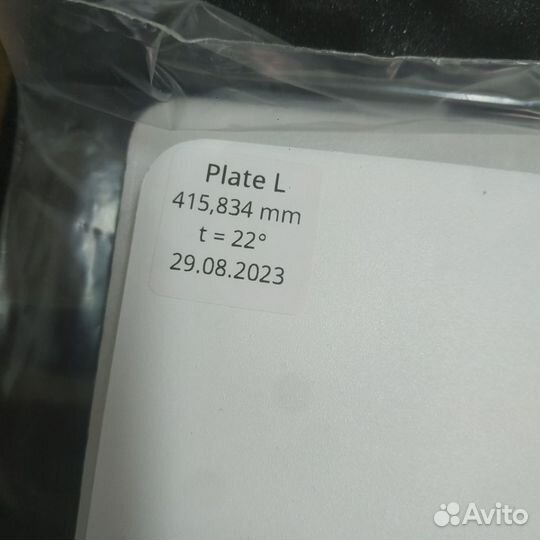 Plate L
415,834 mm
t = 22°
29.08.2023
Avito